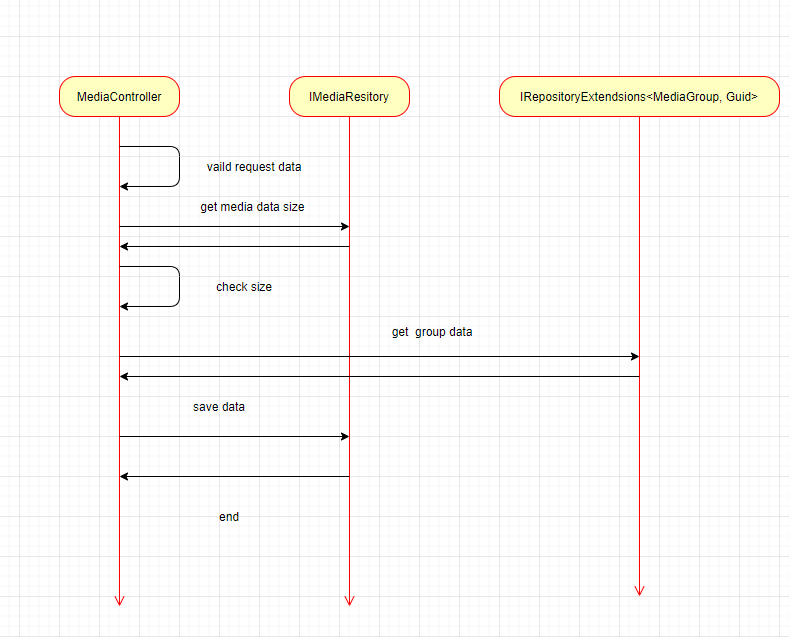 MediaController
IMediaResitory
IRepositoryExtendsions<MediaGroup, Guid>
vaild request data
get media data size
check size
get  group data
save data
end